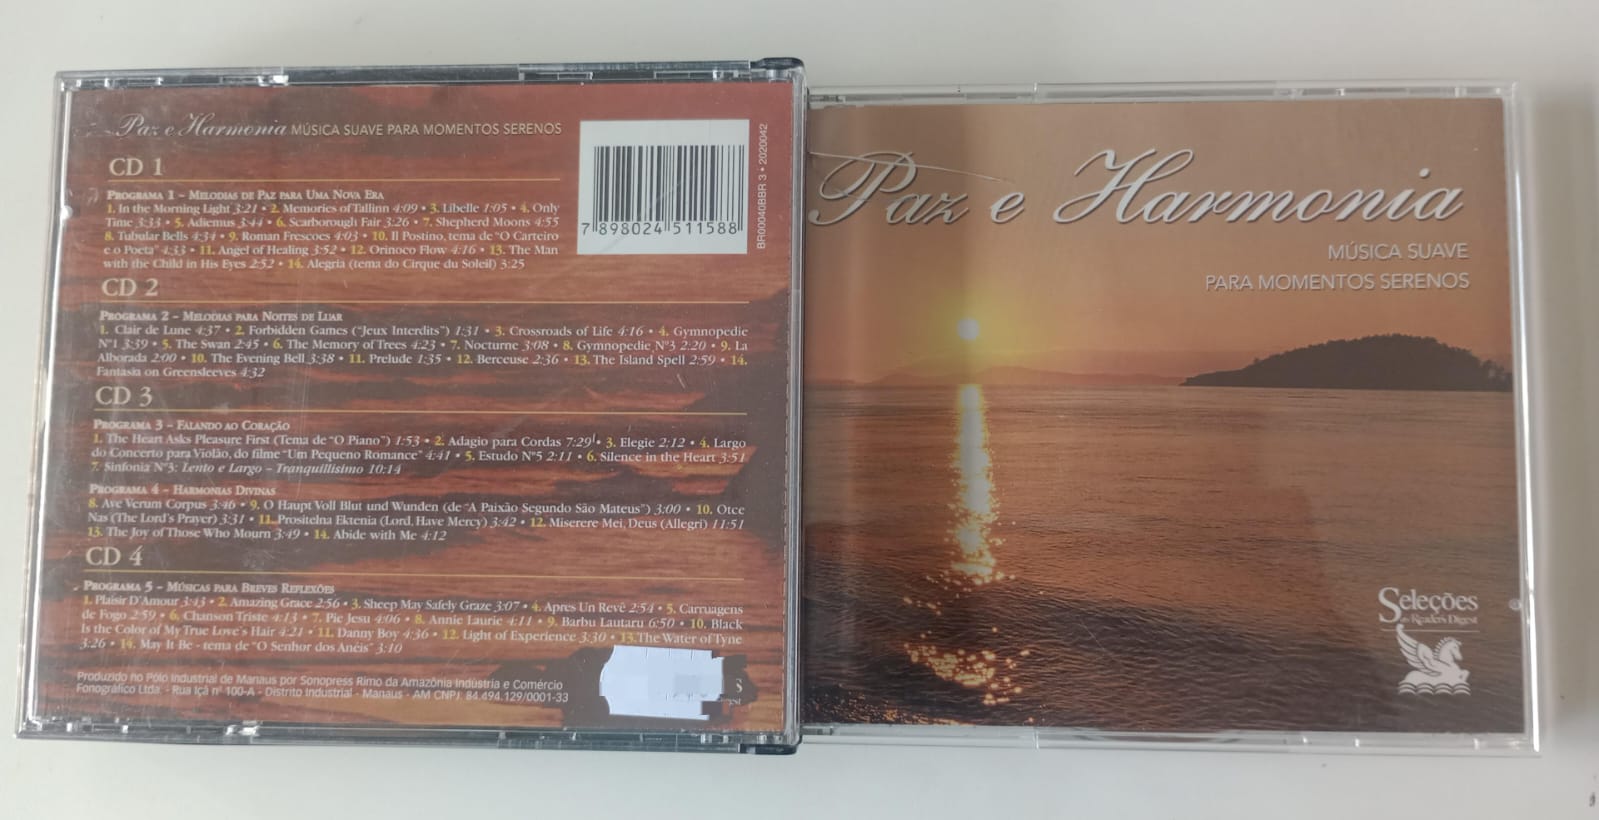 Paz e Harmonia MÚSICA SUAVE PARA MOMENTOS SERENOS
CD 1
PROGRAMA 1 – MELODIAS DE PAZ PARA UMA NOVA ERA
1. In the Morning Light 3:21 • 2. Memories of Tallinn 4:09 • 3. Libelle 1:05 • 4. Only
Time 3:33 • 5. Adiemus 3:44 • 6. Scarborough Fair 3:26 • 7. Shepherd Moons 4:55
8. Tubular Bells 4:34 • 9. Roman Frescoes 4:03 • 10. Il Postino, tema de "O Carteiro
e o Poeta" 4:33 • 11. Angel of Healing 3:52 • 12. Orinoco Flow 4:16 • 13. The Man
with the Child in His Eyes 2:52 • 14. Alegria (tema do Cirque du Soleil) 3:25
7 898024 511588
BR00040BBR 3 • 2020042
CD 2
PROGRAMA 2 – MELODIAS PARA NOITES DE LUAR
1. Clair de Lune 4:37 • 2. Forbidden Games ("Jeux Interdits") 1:31 • 3. Crossroads of Life 4:16 • 4. Gymnopedie
Nº1 3:39 • 5. The Swan 2:45 • 6. The Memory of Trees 4:23 • 7. Nocturne 3:08 • 8. Gymnopedie Nº3 2:20 • 9. La
Alborada 2:00 • 10. The Evening Bell 3:38 • 11. Prelude 1:35 • 12. Berceuse 2:36 • 13. The Island Spell 2:59 • 14.
Fantasia on Greensleeves 4:32
CD 3
PROGRAMA 3 – FALANDO AO CORAÇÃO
1. The Heart Asks Pleasure First (Tema de "O Piano") 1:53 • 2. Adagio para Cordas 7:29 • 3. Elegie 2:12 • 4. Largo
do Concerto para Violão, do filme "Um Pequeno Romance" 4:41 • 5. Estudo Nº5 2:11 • 6. Silence in the Heart 3:51
7. Sinfonia Nº3: Lento e Largo – Tranquillisimo 10:14
PROGRAMA 4 – HARMONIAS DIVINAS
8. Ave Verum Corpus 3:46 • 9. O Haupt Voll Blut und Wunden (de "A Paixão Segundo São Mateus") 3:00 • 10. Otce
Nas (The Lord's Prayer) 3:31 • 11. Prositelna Ektenia (Lord, Have Mercy) 3:42 • 12. Miserere Mei, Deus (Allegri) 11:51
13. The Joy of Those Who Mourn 3:49 • 14. Abide with Me 4:12
CD 4
PROGRAMA 5 – MÚSICAS PARA BREVES REFLEXÕES
1. Plaisir D'Amour 3:43 • 2. Amazing Grace 2:56 • 3. Sheep May Safely Graze 3:07 • 4. Apres Un Revê 2:54 • 5. Carruagens
de Fogo 2:59 • 6. Chanson Triste 4:13 • 7. Pie Jesu 4:06 • 8. Annie Laurie 4:11 • 9. Barbu Lautaru 6:50 • 10. Black
Is the Color of My True Love's Hair 4:21 • 11. Danny Boy 4:36 • 12. Light of Experience 3:30 • 13. The Water of Tyne
3:26 • 14. May It Be - tema de "O Senhor dos Anéis" 3:10
Produzido no Pólo Industrial de Manaus por Sonopress Rimo da Amazônia Indústria e Comércio
Fonográfico Ltda. - Rua Içá nº 100-A - Distrito Industrial - Manaus - AM CNPJ: 84.494.129/0001-33
Paz e Harmonia
MÚSICA SUAVE
PARA MOMENTOS SERENOS
Seleções
do Reader's Digest